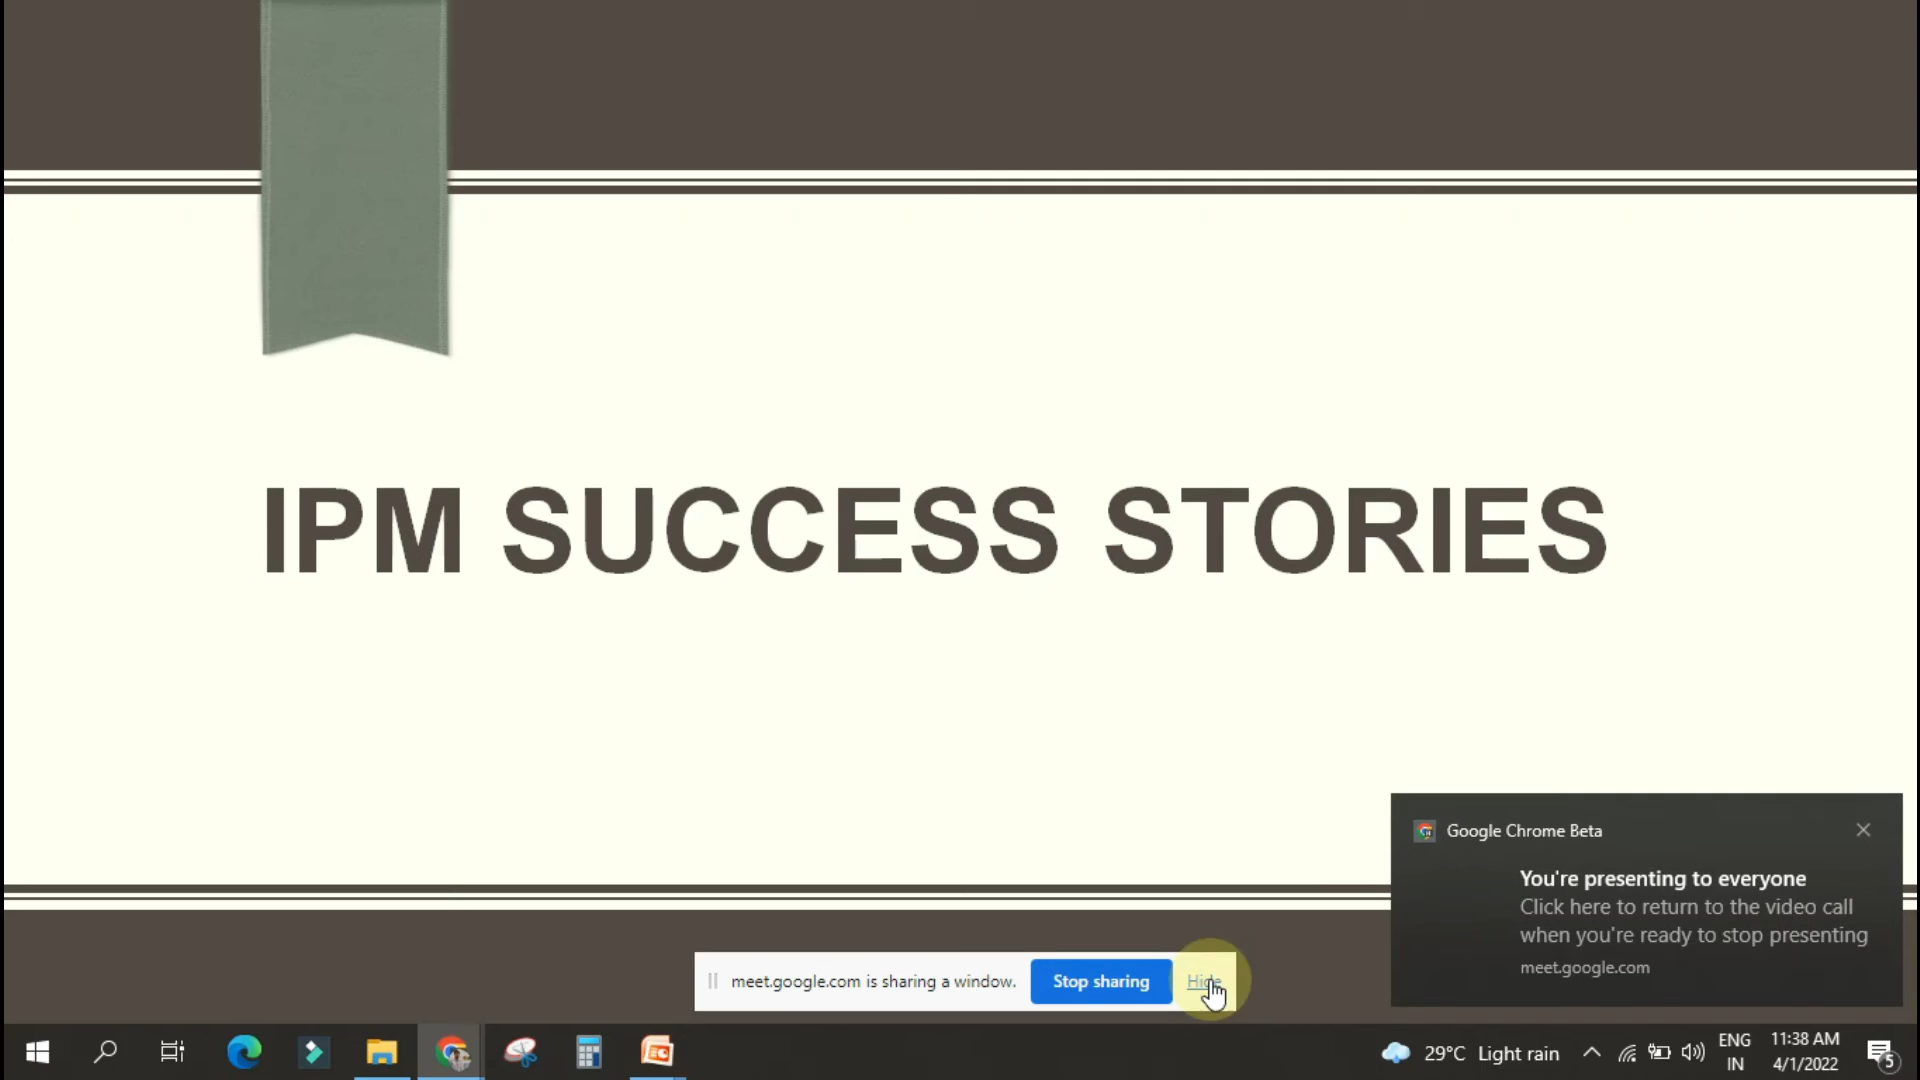 IPM SUCCESS STORIES
Google Chrome Beta
You're presenting to everyone
Click here to return to the video call
when you're ready to stop presenting
meet.google.com
meet.google.com is sharing a window.
Stop sharing
Hide
29°C Light rain
ENG
IN
11:38 AM
4/1/2022
5